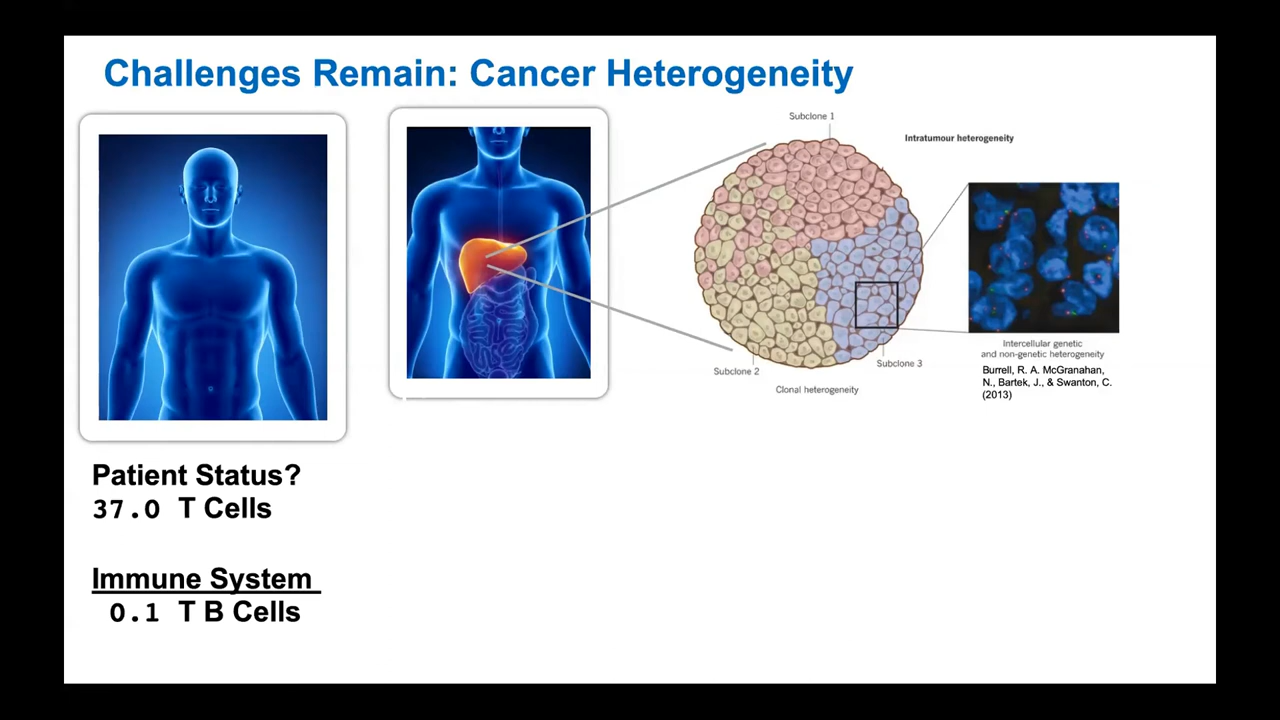 Challenges Remain: Cancer Heterogeneity
Subclone 1
Intratumour heterogeneity
Intercellular genetic
and non-genetic heterogeneity
Subclone 2
Subclone 3
Clonal heterogeneity
Burrell, R. A. McGranahan,
N., Bartek, J., & Swanton, C.
(2013)
Patient Status?
37.0 T Cells
Immune System
0.1 T B Cells